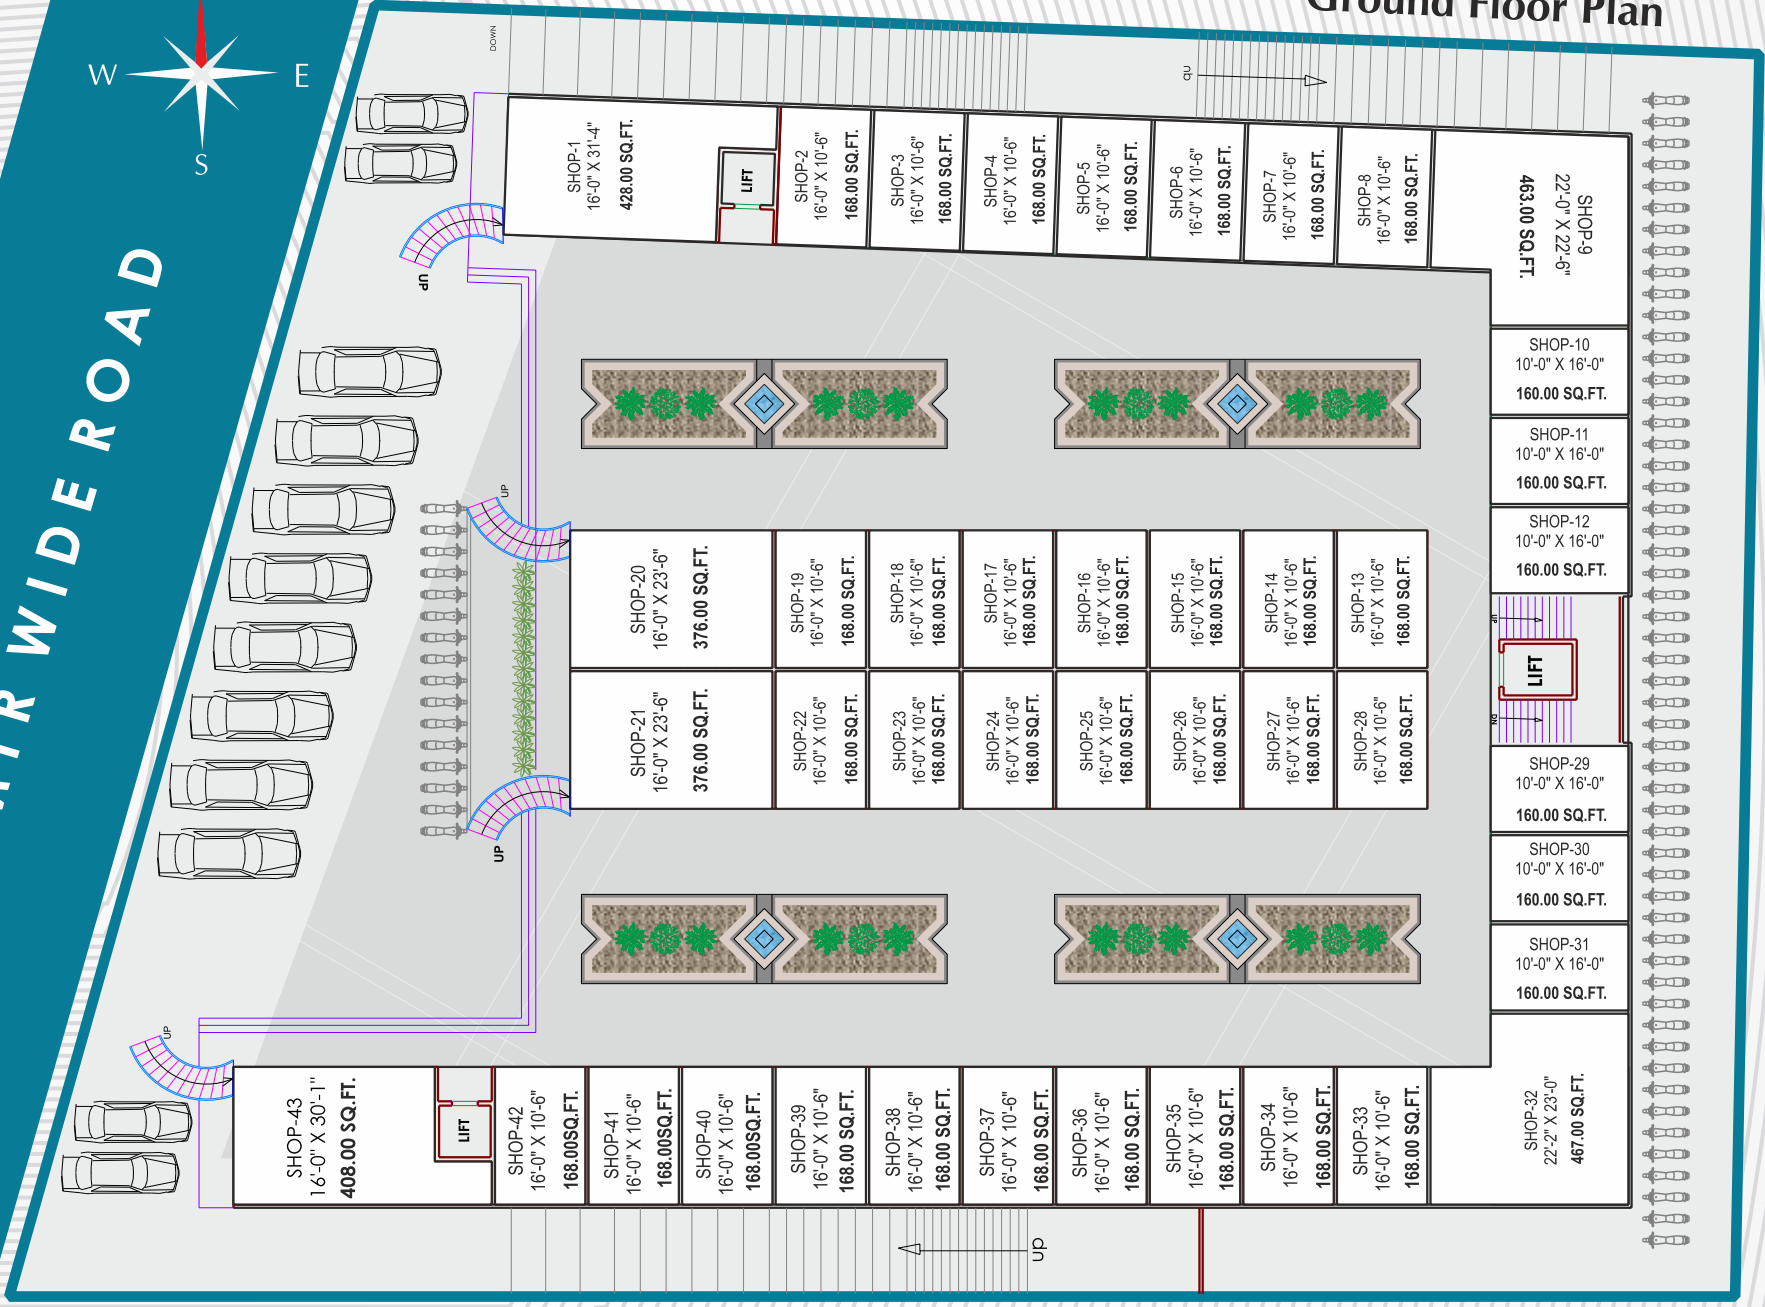 Ground Floor Plan
W
E
S
WIDE ROAD
DOWN
up
SHOP-1
16'-0" X 31'-4"
428.00 SQ.FT.
LIFT
SHOP-2
16'-0" X 10'-6"
168.00 SQ.FT.
SHOP-3
16'-0" X 10'-6"
168.00 SQ.FT.
SHOP-4
16'-0" X 10'-6"
168.00 SQ.FT.
SHOP-5
16'-0" X 10'-6"
168.00 SQ.FT.
SHOP-6
16'-0" X 10'-6"
168.00 SQ.FT.
SHOP-7
16'-0" X 10'-6"
168.00 SQ.FT.
SHOP-8
16'-0" X 10'-6"
168.00 SQ.FT.
SHOP-9
22'-0" X 22'-6"
463.00 SQ.FT.
UP
SHOP-10
10'-0" X 16'-0"
160.00 SQ.FT.
SHOP-11
10'-0" X 16'-0"
160.00 SQ.FT.
SHOP-12
10'-0" X 16'-0"
160.00 SQ.FT.
UP
SHOP-20
16'-0" X 23'-6"
376.00 SQ.FT.
SHOP-19
16'-0" X 10'-6"
168.00 SQ.FT.
SHOP-18
16'-0" X 10'-6"
168.00 SQ.FT.
SHOP-17
16'-0" X 10'-6"
168.00 SQ.FT.
SHOP-16
16'-0" X 10'-6"
168.00 SQ.FT.
SHOP-15
16'-0" X 10'-6"
168.00 SQ.FT.
SHOP-14
16'-0" X 10'-6"
168.00 SQ.FT.
SHOP-13
16'-0" X 10'-6"
168.00 SQ.FT.
UP
LIFT
DN
SHOP-21
16'-0" X 23'-6"
376.00 SQ.FT.
SHOP-22
16'-0" X 10'-6"
168.00 SQ.FT.
SHOP-23
16'-0" X 10'-6"
168.00 SQ.FT.
SHOP-24
16'-0" X 10'-6"
168.00 SQ.FT.
SHOP-25
16'-0" X 10'-6"
168.00 SQ.FT.
SHOP-26
16'-0" X 10'-6"
168.00 SQ.FT.
SHOP-27
16'-0" X 10'-6"
168.00 SQ.FT.
SHOP-28
16'-0" X 10'-6"
168.00 SQ.FT.
UP
SHOP-29
10'-0" X 16'-0"
160.00 SQ.FT.
SHOP-30
10'-0" X 16'-0"
160.00 SQ.FT.
SHOP-31
10'-0" X 16'-0"
160.00 SQ.FT.
UP
SHOP-43
16'-0" X 30'-1"
408.00 SQ.FT.
LIFT
SHOP-42
16'-0" X 10'-6"
168.00SQ.FT.
SHOP-41
16'-0" X 10'-6"
168.00SQ.FT.
SHOP-40
16'-0" X 10'-6"
168.00SQ.FT.
SHOP-39
16'-0" X 10'-6"
168.00 SQ.FT.
SHOP-38
16'-0" X 10'-6"
168.00 SQ.FT.
SHOP-37
16'-0" X 10'-6"
168.00 SQ.FT.
SHOP-36
16'-0" X 10'-6"
168.00 SQ.FT.
SHOP-35
16'-0" X 10'-6"
168.00 SQ.FT.
SHOP-34
16'-0" X 10'-6"
168.00 SQ.FT.
SHOP-33
16'-0" X 10'-6"
168.00 SQ.FT.
SHOP-32
22'-2" X 23'-0"
467.00 SQ.FT.
up